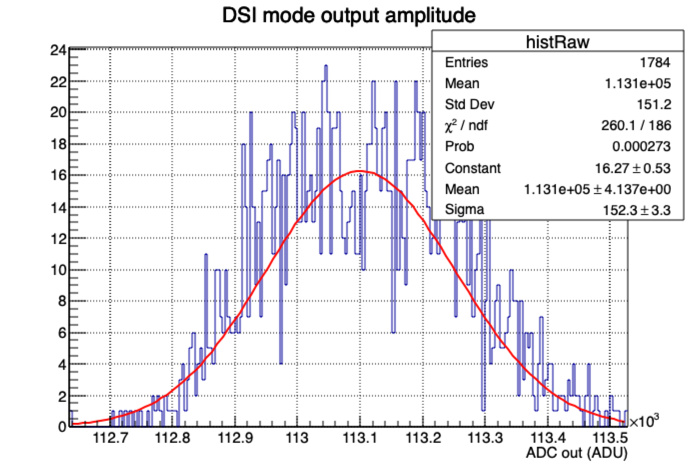 DSI mode output amplitude
histRaw
Entries 1784
Mean 1.131e+05
Std Dev 151.2
χ² / ndf 260.1 / 186
Prob 0.000273
Constant 16.27 ± 0.53
Mean 1.131e+05 ± 4.137e+00
Sigma 152.3 ± 3.3
24
22
20
18
16
14
12
10
8
6
4
2
0
112.7 112.8 112.9 113 113.1 113.2 113.3 113.4 113.5
×10³
ADC out (ADU)